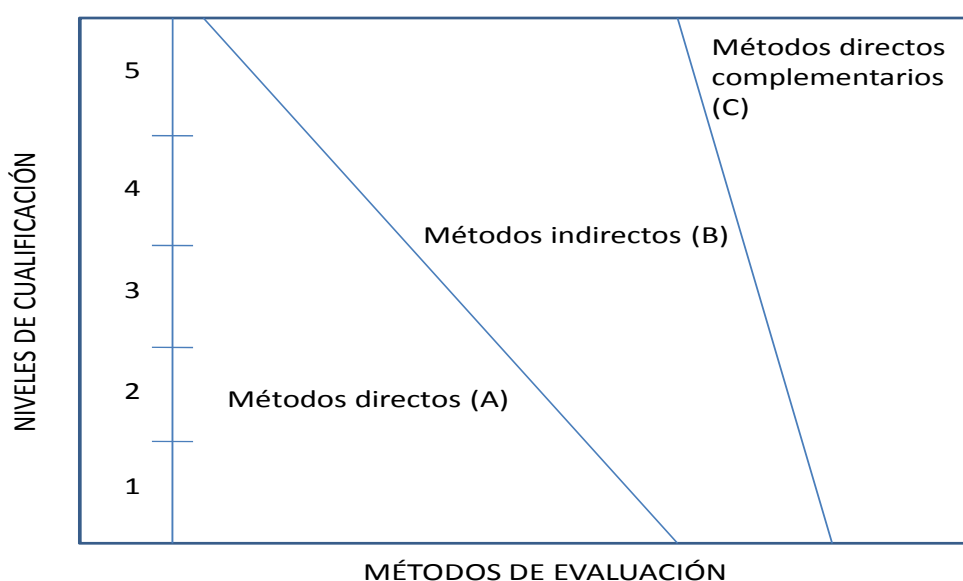 NIVELES DE CUALIFICACIÓN
5
4
3
2
1
Métodos directos
complementarios
(C)
Métodos indirectos (B)
Métodos directos (A)
MÉTODOS DE EVALUACIÓN